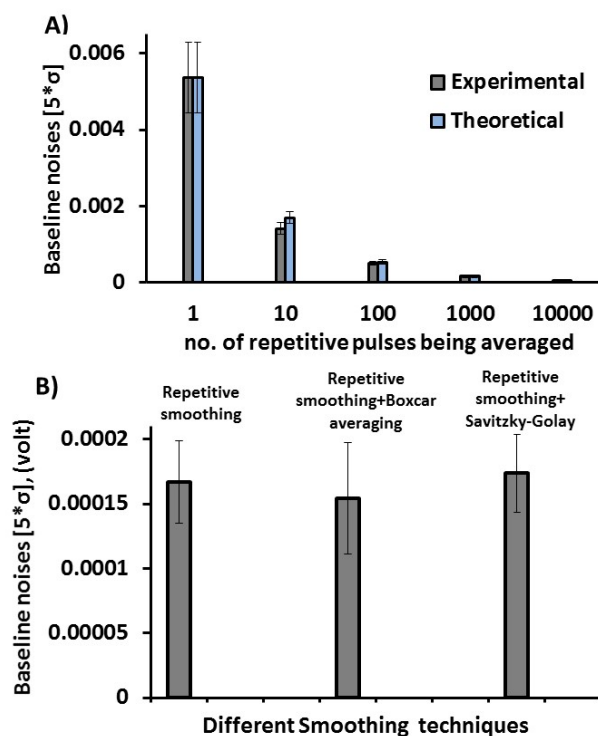 A)
Baseline noises [5*σ]
0.006
0.004
0.002
0
Experimental
Theoretical
1 10 100 1000 10000
no. of repetitive pulses being averaged
B)
Baseline noises [5*σ], (volt)
Repetitive
smoothing
Repetitive
smoothing+Boxcar
averaging
Repetitive
smoothing+
Savitzky-Golay
0.0002
0.00015
0.0001
0.00005
0
Different Smoothing techniques